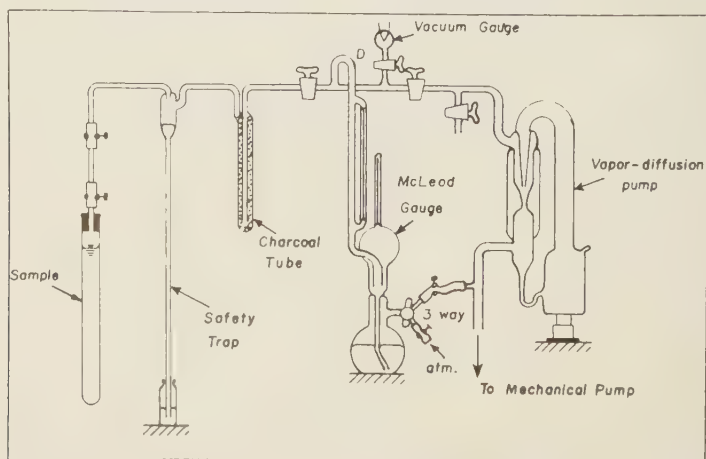 Vacuum Gauge
D
Vapor-diffusion
pump
McLeod
Gauge
Charcoal
Tube
Sample
Safety
Trap
3 way
atm.
To Mechanical Pump